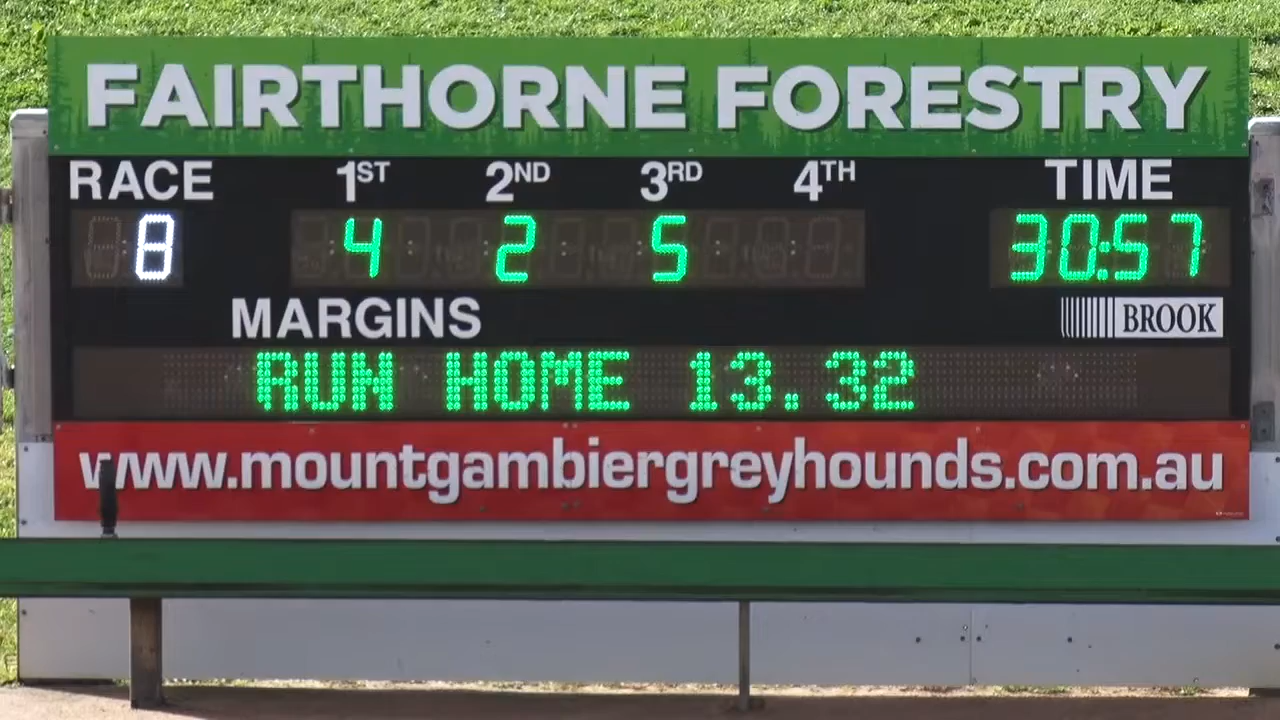 FAIRTHORNE FORESTRY
RACE 1ST 2ND 3RD 4TH TIME
8 4 2 5 30:57
MARGINS BROOK
RUN HOME 13.32
www.mountgambiergreyhounds.com.au